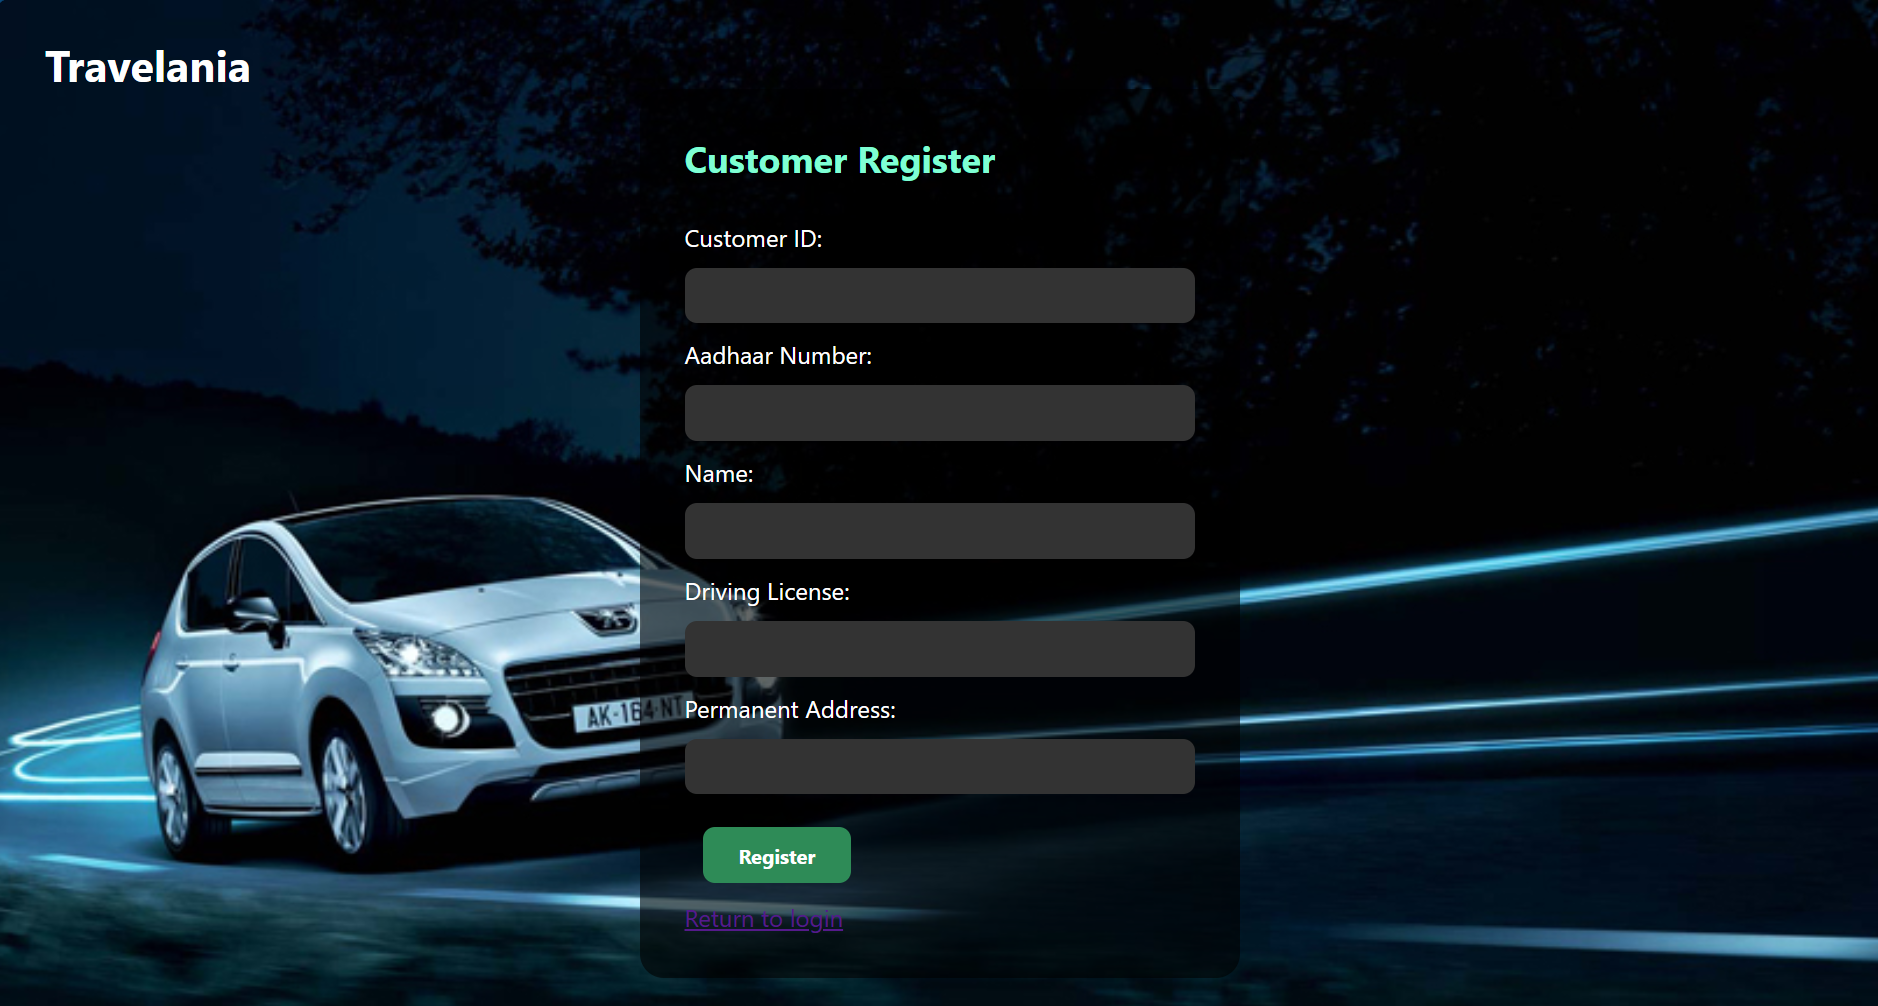 Travelania
Customer Register
Customer ID:
Aadhaar Number:
Name:
Driving License:
AK-164-NT
Permanent Address:
Register
Return to login